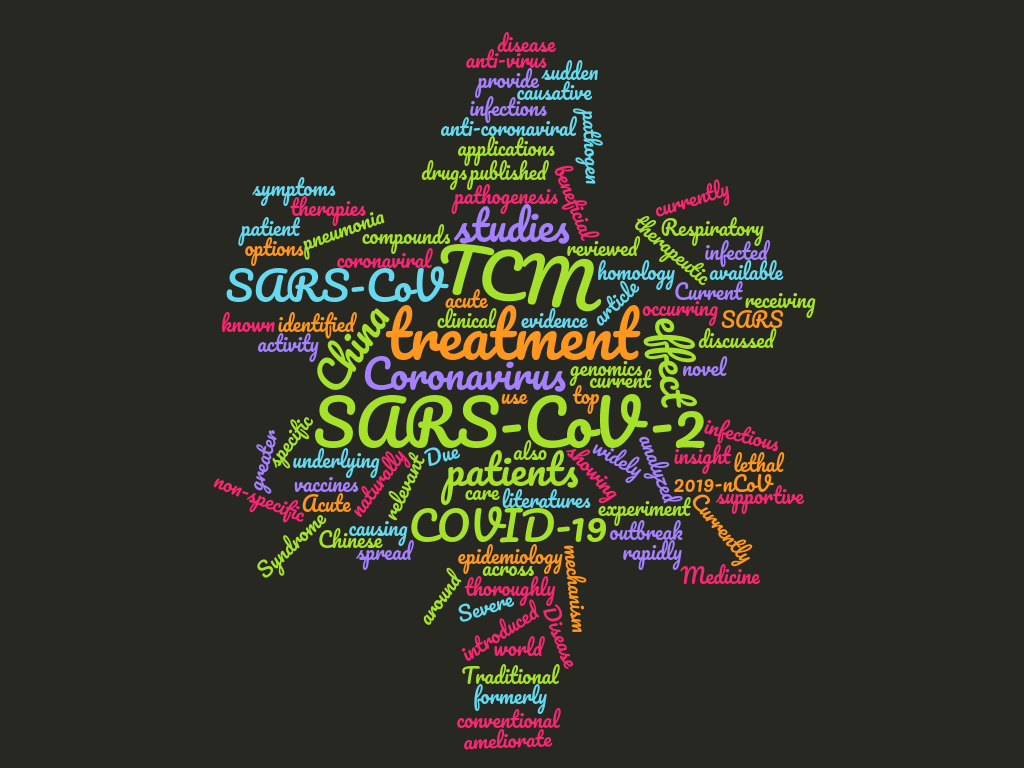 disease
anti-virus
sudden
provide
causative
infections
pathogen
anti-coronaviral
applications
drugs
published
beneficial
pathogenesis
symptoms
therapies
currently
patient
pneumonia
compounds
studies
therapeutic
Respiratory
options
reviewed
infected
coronaviral
TCM
homology
available
SARS-CoV
acute
article
Current
receiving
known
identified
clinical
evidence
occurring
SARS
activity
China
treatment
effect
discussed
Coronavirus
genomics
current
novel
use
top
SARS-CoV-2
greater
specific
underlying
naturally
Due
also
showing
widely
analyzed
infectious
insight
lethal
non-specific
vaccines
relevant
patients
2019-nCoV
supportive
Acute
care
literatures
experiment
Currently
Syndrome
causing
Chinese
COVID-19
outbreak
spread
rapidly
epidemiology
mechanism
across
Medicine
around
thoroughly
Severe
introduced
Disease
world
Traditional
formerly
conventional
ameliorate